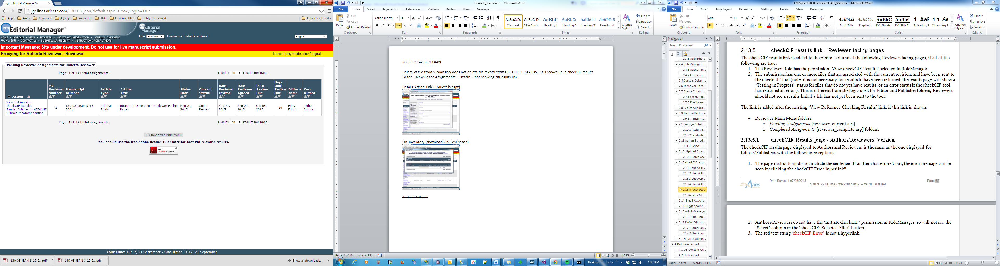 Editorial Manager®
jgelinas.ariessc.com/130-03_jean/default.aspx?isProxyLogin=True
Apps Aries Knockout jQuery Javascript XML Dynamic DNS Entity Framework Other bookmarks
em Editorial Manager™
em Editorial Manager™
HOME • LOG OUT • HELP • REGISTER • UPDATE MY INFORMATION • JOURNAL OVERVIEW
MAIN MENU • CONTACT US • SUBMIT A MANUSCRIPT • INSTRUCTIONS FOR AUTHORS
Role: Reviewer Username: robertareviewer
English
Important Message: Site under development. Do not use for live manuscript submission.
Proxying for Roberta Reviewer - Reviewer
To exit proxy mode, click 'Logout'.
Pending Reviewer Assignments for Roberta Reviewer
Page: 1 of 1 (1 total assignments)
Display 10 results per page.
Action
My Reviewer Number
Manuscript Number
Article Type
Article Title
Status Date
Current Status
Date Reviewer Invited
Date Reviewer Agreed
Date Review Due
Days Until Review Due
Editor's Name
Corr. Author
View Submission
checkCIF Results
Similar Articles in MEDLINE
Submit Recommendation
1
130-03_Jean-D-15-00014
Original Study
Round 2 CIF Testing - Reviewer Facing Pages
Sep 21, 2015
Under Review
Sep 21, 2015
Sep 21, 2015
Oct 05, 2015
14
Eddy Editor
Arthur Author
Page: 1 of 1 (1 total assignments)
Display 10 results per page.
<< Reviewer Main Menu
You should use the free Adobe Reader 10 or later for best PDF Viewing results.
Get ADOBE® READER®
Your Time: 13:17, 21 September • Site Time: 13:17, 21 September
130-03_JEAN-S-15-0....pdf
130-03_JEAN-S-15-0....pdf
Show all downloads...
Round2_Jean.docx - Microsoft Word
File Home Insert Page Layout References Mailings Review View Developer
Paste
Cut
Copy
Format Painter
Clipboard
Calibri (Body) 11
Font
Paragraph
¶ Normal
¶ No Spaci...
Heading 1
Heading 2
Heading 3
Heading 4
Change Styles
Styles
Find
Replace
Select
Editing
Round 2 Testing 13.0-03
Delete of file from submission does not delete file record from CIF_CHECK_STATUS. Still shows up in checkCIF results
Editor – New Editor Assignments – Details – not showing cifResults link.
Details Action Link (EMDetails.aspx)
File Inventory (downloadSubFilesList.asp)
Technical Check
Page: 1 of 10
Words: 141
105%
Desktop
Links
1:17 PM
EM Spec 13.0-03 checkCIF API_V5.docx - Microsoft Word
File Home Insert Page Layout References Mailings Review View Developer
Paste
Cut
Copy
Format Painter
Clipboard
Arial 13
Font
Paragraph
Book Title
Emphasis
FM: Numb...
FM: Title T...
¶ Heading 1
¶ Heading 2
Change Styles
Styles
Find
Replace
Select
Editing
Navigation
Search Document
2.3.6 Add/Edit ...
2.4 RoleManager
2.4.1 Author an...
2.4.2 Editor an...
2.5 Custom Details...
2.6 Technical Chec...
2.7 Create Submis...
2.7.1 Create Su...
2.7.2 File Inven...
2.8 Search Submis...
2.9 Transmittal Form
2.9.1 Transmitt...
2.10 Assign Submi...
2.10.1 Assignm...
2.10.2 Producti...
2.11 Assign Sched...
2.11.1 Select C...
2.12 Upload Com...
2.12.1 Batch As...
2.13 checkCIF resu...
2.13.1 checkCIF...
2.13.2 checkCIF...
2.13.3 checkCIF...
2.13.4 checkCIF...
2.13.5 checkCI...
2.13.6 Error Me...
2.14 Email Attach...
2.15 Trigger point ...
2.16 AdminManager
2.16.1 File Tran...
2.17 EMIA (Editori...
2.17.1 Quick an...
2.17.2 Quick an...
3.1 Hosting Admin...
4 Database Impact
4.1 DB Content Ch...
4.2 UDB Impact
2.13.5 checkCIF results link – Reviewer facing pages
The checkCIF results link is added to the Action column of the following Reviewer-facing pages, if all of the
following are true:
1. The Reviewer Role has the permission ‘View checkCIF Results’ selected in RoleManager.
2. The submission has one or more files that are associated with the current revision, and have been sent to
the checkCIF tool (note: it is not necessary for results to have been returned; the results page will show a
‘Testing in Progress’ status for files that do not yet have results, or an error status if the checkCIF tool
has returned an error ). This is different from the logic used for Editor and Publisher folders; Reviewers
should not see a results link if a file has not yet been sent to the tool.
The link is added after the existing ‘View Reference Checking Results’ link, if this link is shown.
• Reviewer Main Menu folders:
o Pending Assignments [reviewer_current.asp]
o Completed Assignments [reviewer_complete.asp] folders.
2.13.5.1 checkCIF Results page - Authors/Reviewers Version
The checkCIF results page displayed to Authors and Reviewers is the same as the one displayed for
Editors/Publishers with the following exceptions:
1. The page instructions do not include the sentence “If an Item has errored out, the error message can be
seen by clicking the checkCIF Error hyperlink”.
Aries
Date Revised: 07/06/2015
Page 62
ARIES SYSTEMS CORPORATION – CONFIDENTIAL
2. Authors/Reviewers do not have the ‘Initiate checkCIF’ permission in RoleManager, so will not see the
‘Select’ column or the ‘checkCIF: Selected Files’ button.
3. The red text string ‘checkCIF Error’ is not a hyperlink.
Page: 62 of 93
Words: 24,143
115%